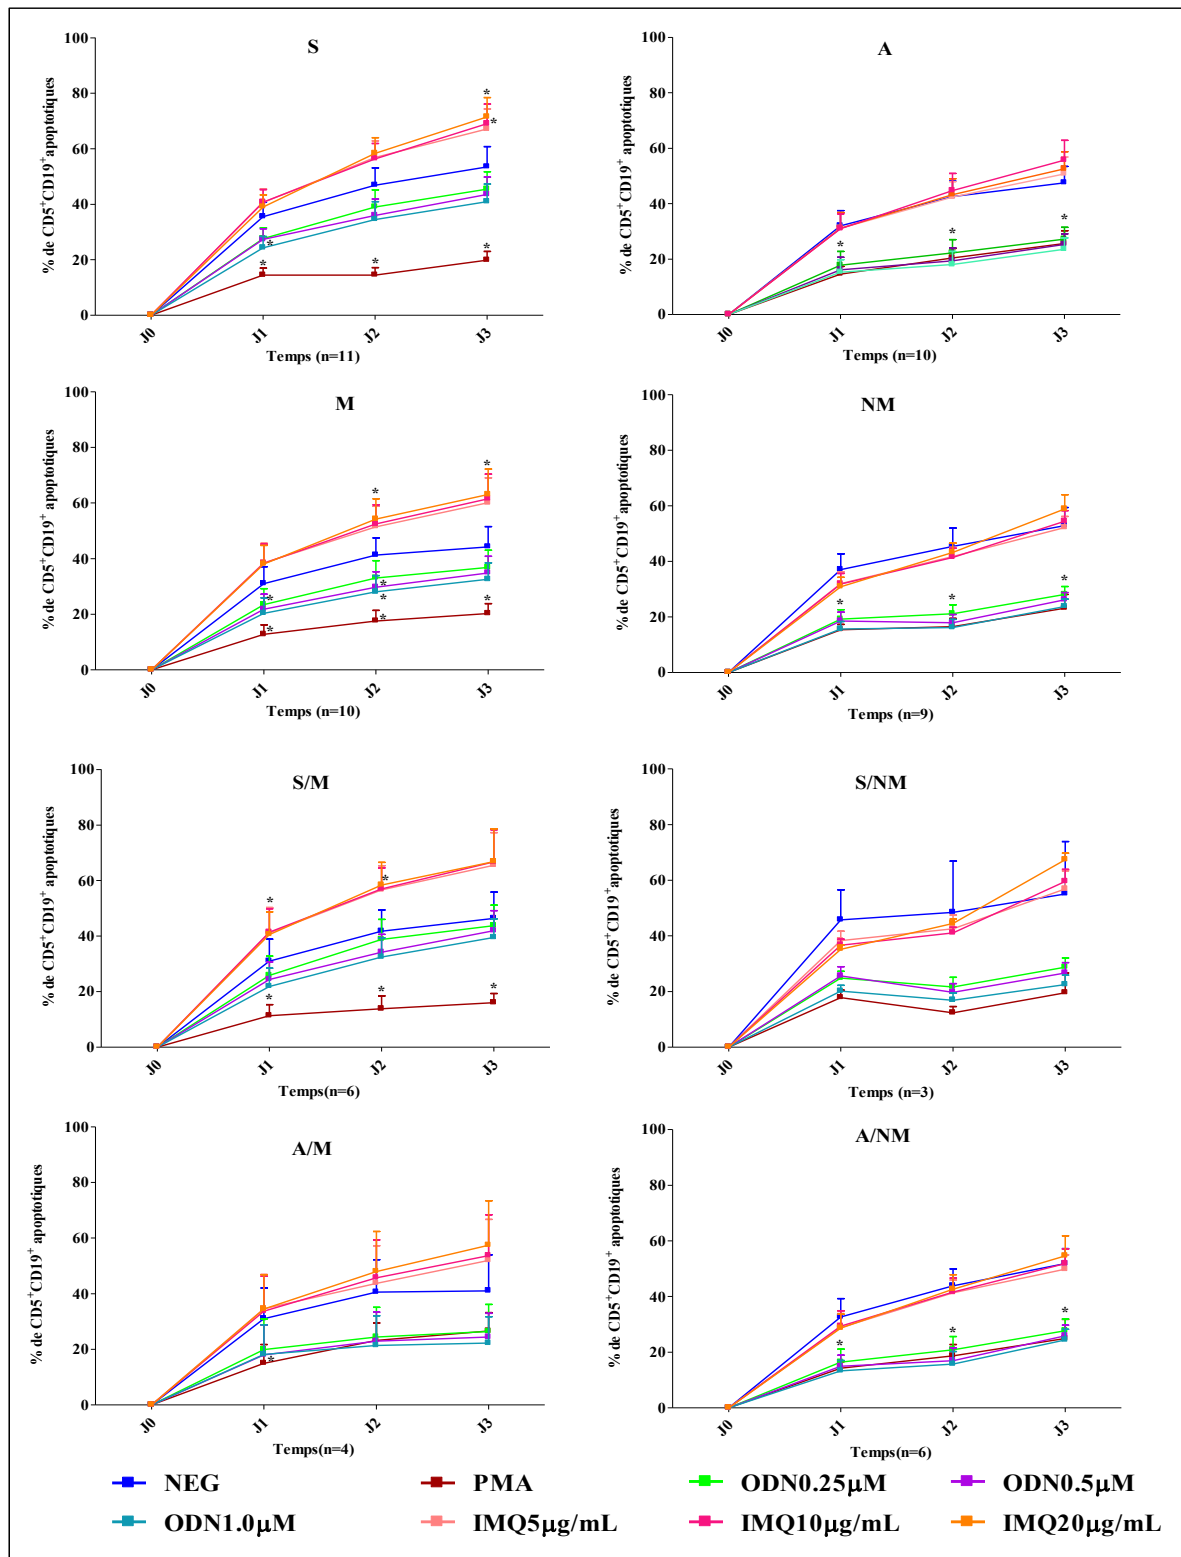 S
% de CD5+CD19+apoptotiques
100
80
60
40
20
0
J0
J1
J2
J3
Temps (n=11)
*
*
*
*
*
*
A
% de CD5+CD19+ apoptotiques
100
80
60
40
20
0
J0
J1
J2
J3
Temps (n=10)
*
*
*
M
% de CD5+CD19+ apoptotiques
100
80
60
40
20
0
J0
J1
J2
J3
Temps (n=10)
*
*
*
*
*
*
*
*
NM
% de CD5+CD19+ apoptotiques
100
80
60
40
20
0
J0
J1
J2
J3
Temps (n=9)
*
*
*
S/M
% de CD5+CD19+ apoptotiques
100
80
60
40
20
0
J0
J1
J2
J3
Temps(n=6)
*
*
*
*
*
S/NM
% de CD5+CD19+apoptotiques
100
80
60
40
20
0
J0
J1
J2
J3
Temps (n=3)
A/M
% de CD5+CD19+ apoptotiques
100
80
60
40
20
0
J0
J1
J2
J3
Temps(n=4)
*
A/NM
% de CD5+CD19+ apoptotiques
100
80
60
40
20
0
J0
J1
J2
J3
Temps(n=6)
*
*
*
NEG PMA ODN0.25μM ODN0.5μM
ODN1.0μM IMQ5μg/mL IMQ10μg/mL IMQ20μg/mL